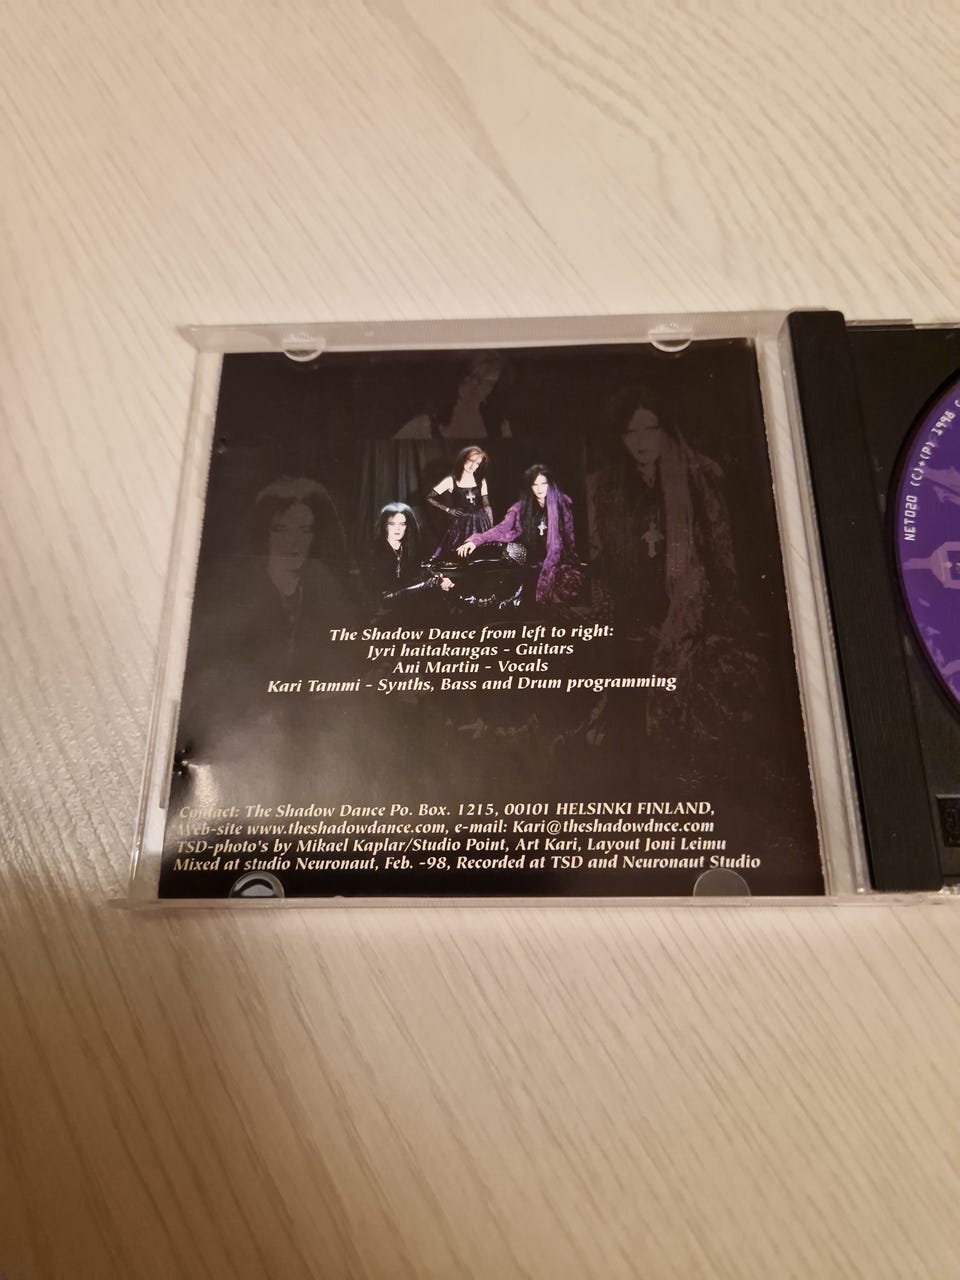 The Shadow Dance from left to right:
Jyri haitakangas - Guitars
Ani Martin - Vocals
Kari Tammi - Synths, Bass and Drum programming
Contact: The Shadow Dance Po. Box. 1215, 00101 HELSINKI FINLAND,
Web-site www.theshadowdance.com, e-mail: Kari@theshadowdnce.com
TSD-photo's by Mikael Kaplar/Studio Point, Art Kari, Layout Joni Leimu
Mixed at studio Neuronaut, Feb. -98, Recorded at TSD and Neuronaut Studio
NET020 (C)+(P) 1998